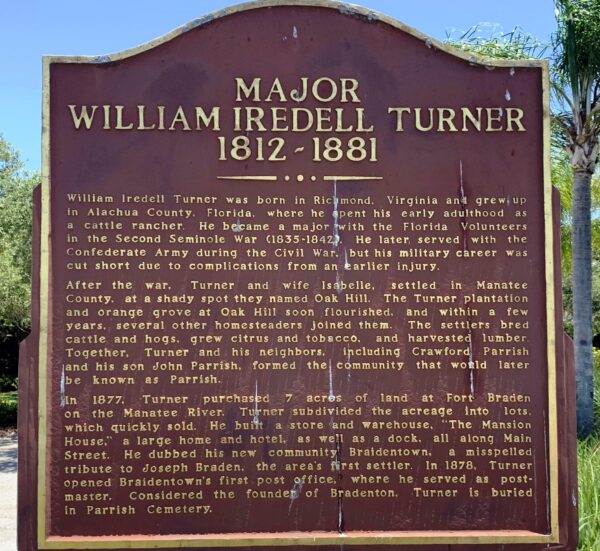 MAJOR
WILLIAM IREDELL TURNER
1812 ~ 1881
William Iredell Turner was born in Richmond, Virginia and grew up
in Alachua County, Florida, where he spent his early adulthood as
a cattle rancher. He became a major with the Florida Volunteers
in the Second Seminole War (1835-1842). He later served with the
Confederate Army during the Civil War, but his military career was
cut short due to complications from an earlier injury.
After the war, Turner and wife Isabelle, settled in Manatee
County, at a shady spot they named Oak Hill. The Turner plantation
and orange grove at Oak Hill soon flourished, and within a few
years, several other homesteaders joined them. The settlers bred
cattle and hogs, grew citrus and tobacco, and harvested lumber.
Together, Turner and his neighbors, including Crawford Parrish
and his son John Parrish, formed the community that would later
be known as Parrish.
In 1877, Turner purchased 7 acres of land at Fort Braden
on the Manatee River. Turner subdivided the acreage into lots,
which quickly sold. He built a store and warehouse, "The Mansion
House," a large home and hotel, as well as a dock, all along Main
Street. He dubbed his new community Braidentown, a misspelled
tribute to Joseph Braden, the area's first settler. In 1878, Turner
opened Braidentown's first post office, where he served as post-
master. Considered the founder of Bradenton, Turner is buried
in Parrish Cemetery.